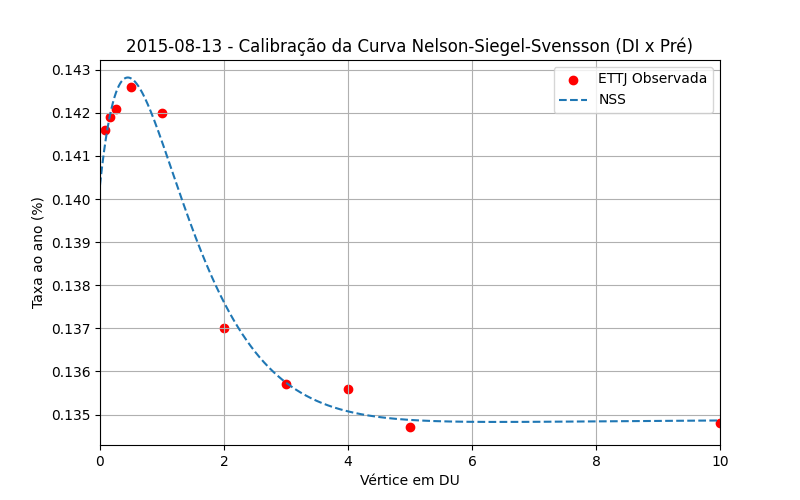 2015-08-13 - Calibração da Curva Nelson-Siegel-Svensson (DI x Pré)
0.143
0.142
0.141
0.140
0.139
0.138
0.137
0.136
0.135
Taxa ao ano (%)
ETTJ Observada
NSS
0 2 4 6 8 10
Vértice em DU